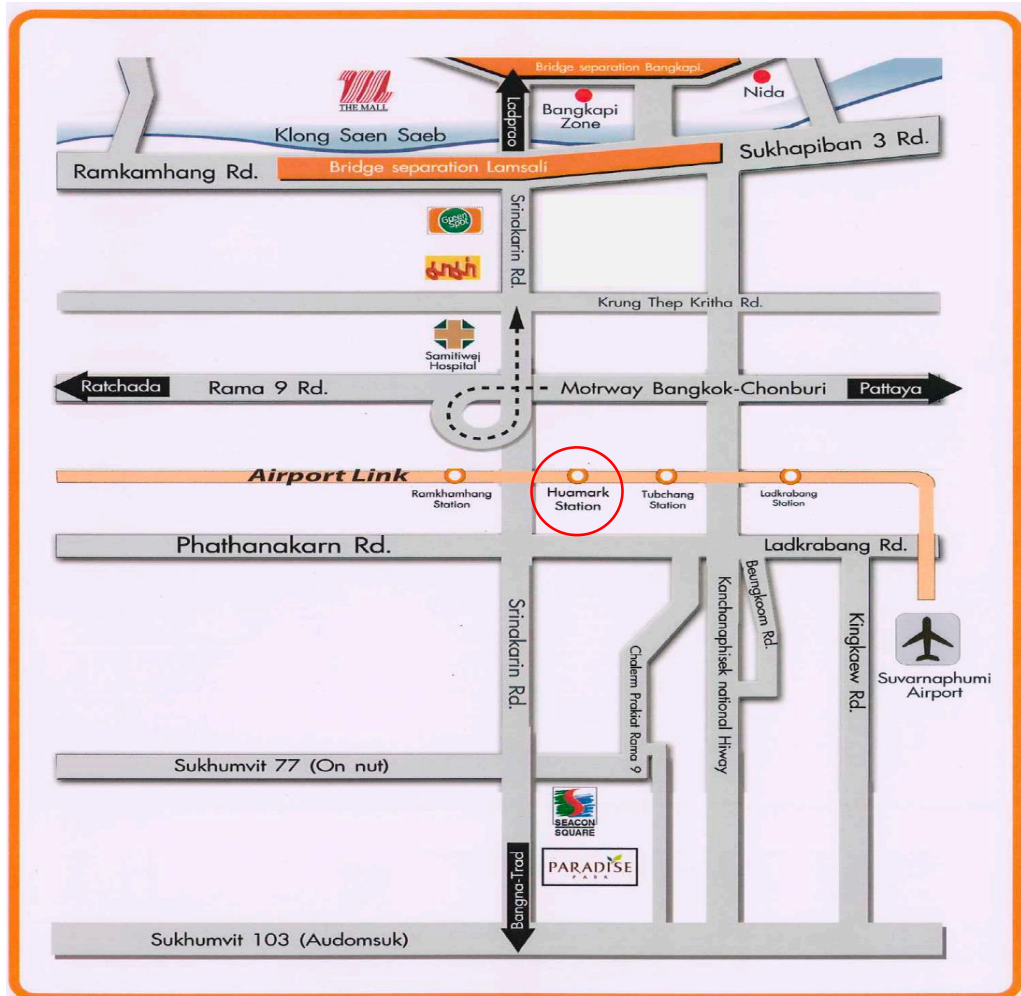 Bridge separation Bangkapi.
THE MALL
Ladprao
Bangkapi
Zone
Nida
Klong Saen Saeb
Sukhapiban 3 Rd.
Ramkamhang Rd.
Bridge separation Lamsali
Green
Spot
Srinakarin Rd.
Krung Thep Kritha Rd.
Samitiwej
Hospital
Ratchada
Rama 9 Rd.
Motrway Bangkok-Chonburi
Pattaya
Airport Link
Ramkhamhang
Station
Huamark
Station
Tubchang
Station
Ladkrabang
Station
Phathanakarn Rd.
Ladkrabang Rd.
Srinakarin Rd.
Chalerm Prakiat Rama 9
Kanchanaphisek national Hiway
Beungkoom Rd.
Kingkaew Rd.
Suvarnaphumi
Airport
Sukhumvit 77 (On nut)
SEACON
SQUARE
PARADISE
PARK
Bangna-Trad
Sukhumvit 103 (Audomsuk)